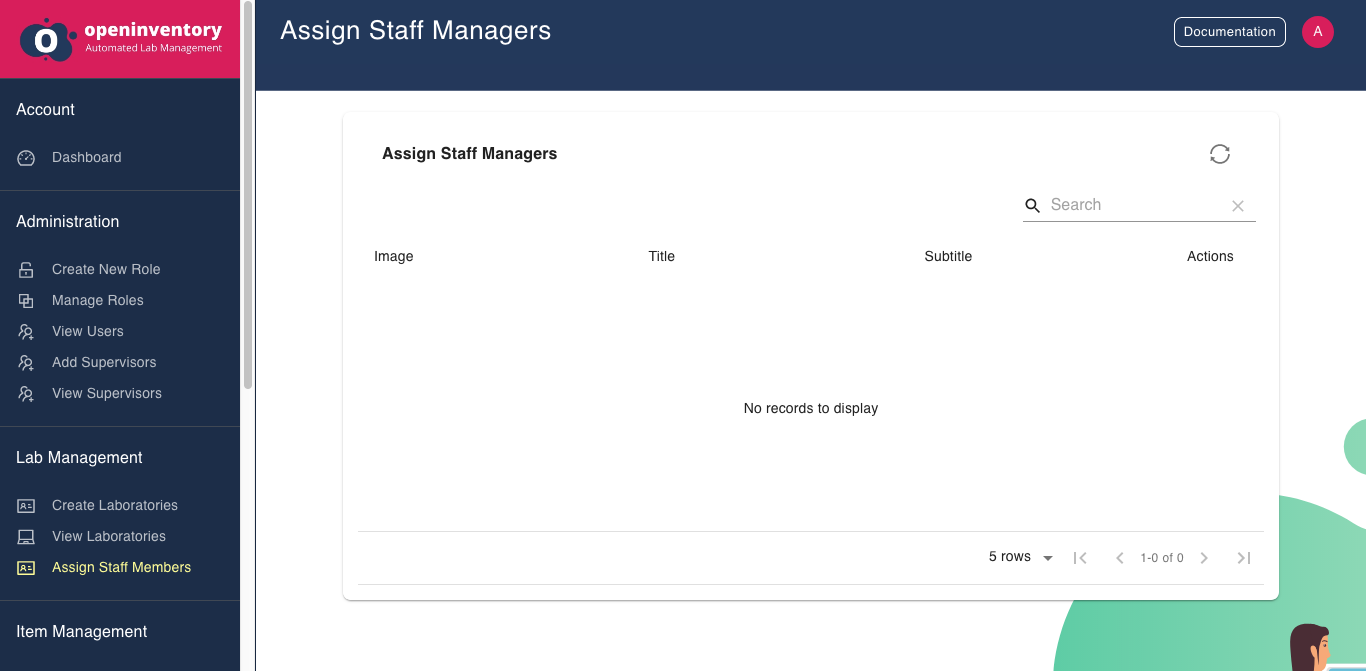 openinventory
Automated Lab Management
Account
Dashboard
Administration
Create New Role
Manage Roles
View Users
Add Supervisors
View Supervisors
Lab Management
Create Laboratories
View Laboratories
Assign Staff Members
Item Management
Assign Staff Managers
Documentation
A
Assign Staff Managers
Search
Image Title Subtitle Actions
No records to display
5 rows 1-0 of 0